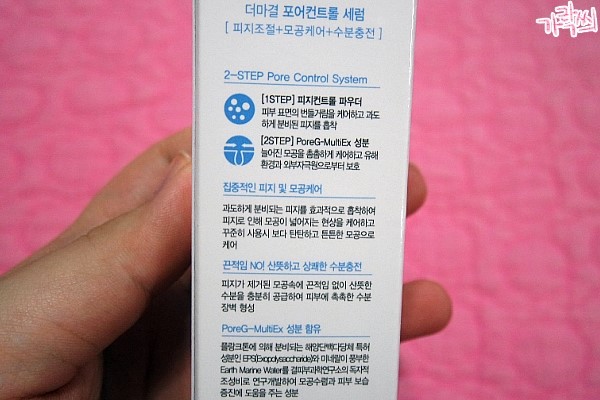 더마결 포어컨트롤 세럼
[ 피지조절+모공케어+수분충전 ]
2-STEP Pore Control System
[1STEP] 피지컨트롤 파우더
피부 표면의 번들거림을 케어하고 과도
하게 분비된 피지를 흡착
[2STEP] PoreG-MultiEx 성분
늘어진 모공을 촘촘하게 케어하고 유해
환경과 외부자극원으로부터 보호
집중적인 피지 및 모공케어
과도하게 분비되는 피지를 효과적으로 흡착하여
피지로 인해 모공이 넓어지는 현상을 케어하고
꾸준히 사용시 보다 탄탄하고 튼튼한 모공으로
케어
끈적임 NO! 산뜻하고 상쾌한 수분충전
피지가 제거된 모공속에 끈적임 없이 산뜻한
수분을 충분히 공급하여 피부에 촉촉한 수분
장벽 형성
PoreG-MultiEx 성분 함유
플랑크톤에 의해 분비되는 해양단백다당체 특허
성분인 EPS(Exopolysaccharide)와 미네랄이 풍부한
Earth Marine Water를 결피부과학연구소의 독자적
조성비로 연구개발하여 모공수렴과 피부 보습
증진에 도움을 주는 성분